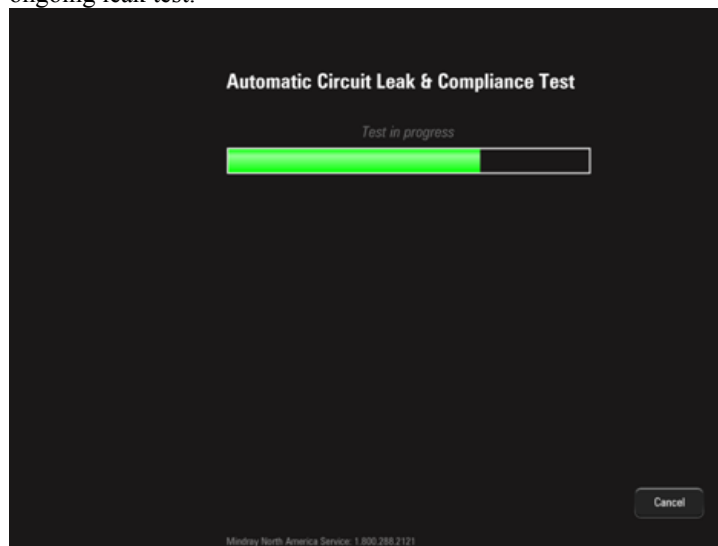 ongoing leak test.
Automatic Circuit Leak & Compliance Test
Test in progress
Cancel
Mindray North America Service: 1.800.288.2121